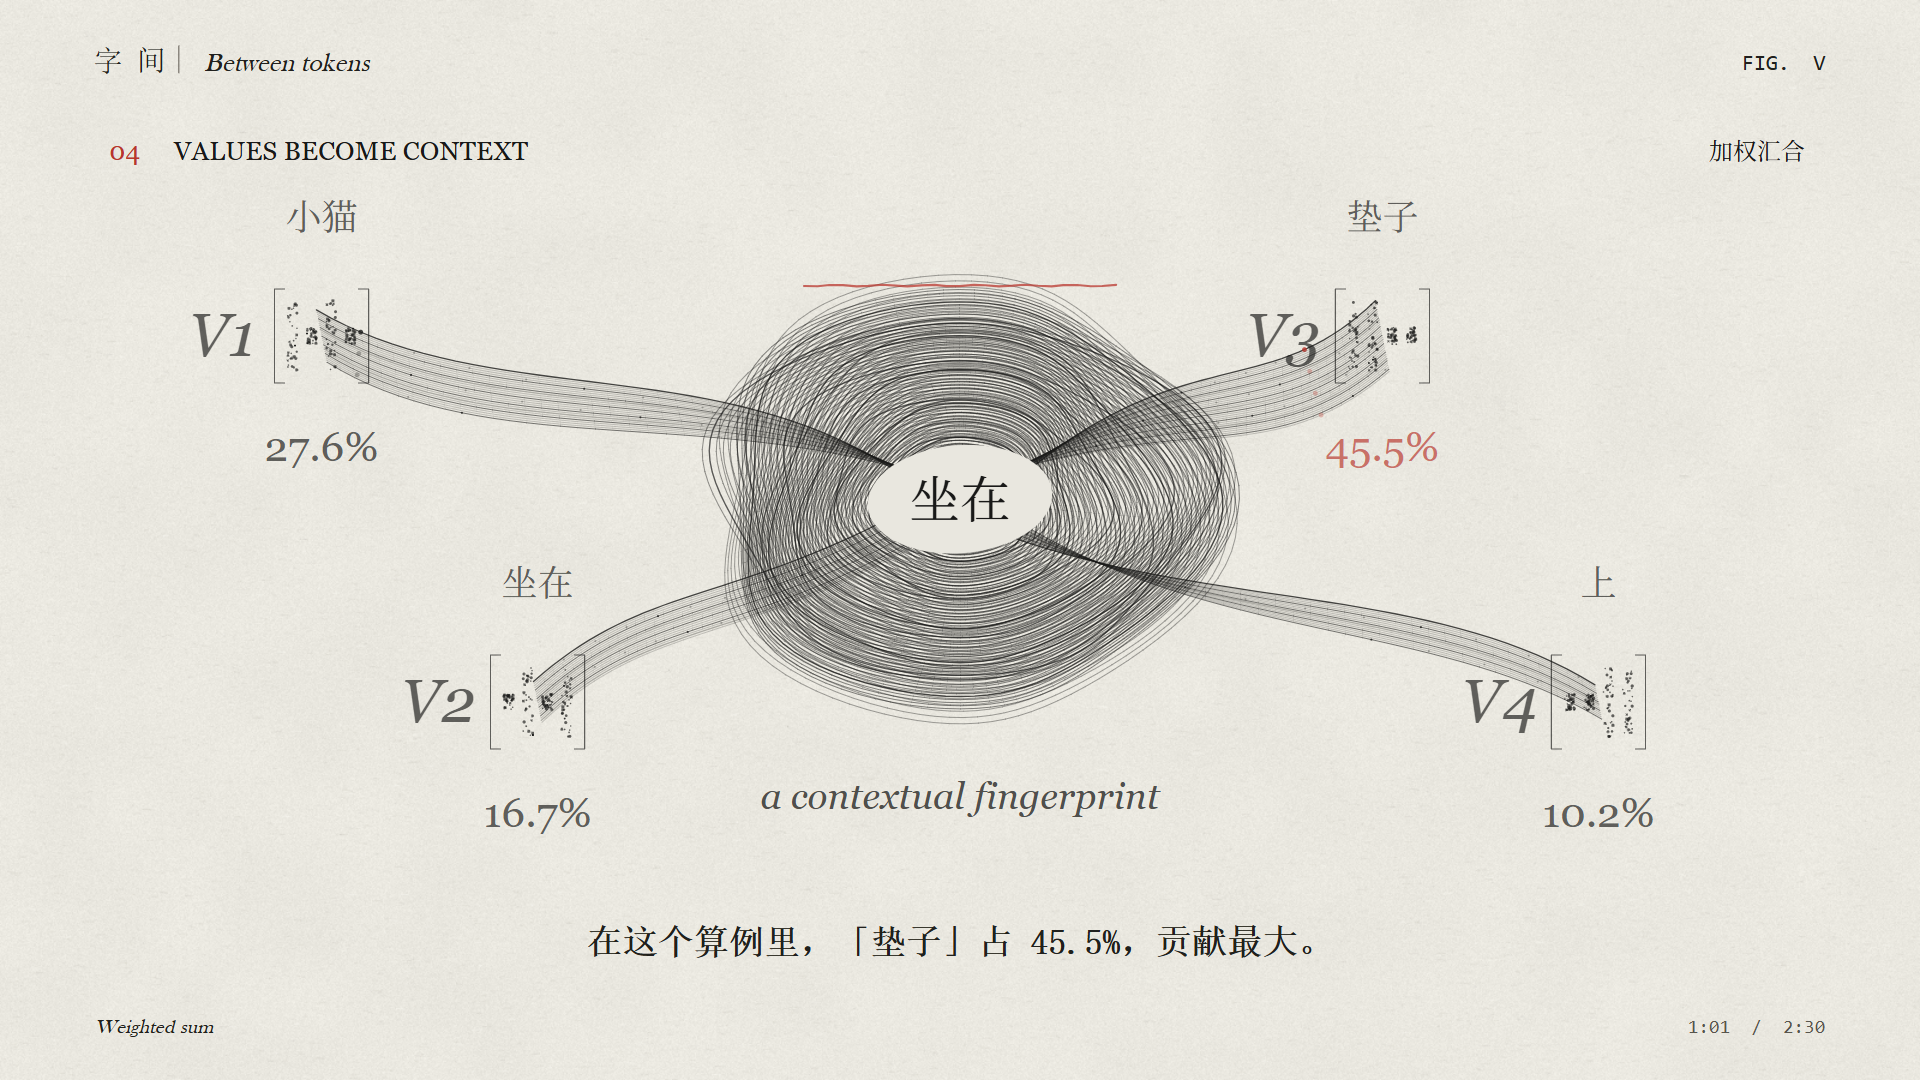 字 间 | Between tokens
FIG. V
04 VALUES BECOME CONTEXT
加权汇合
小猫
垫子
V1
V3
27.6%
45.5%
坐在
坐在
上
V2
V4
a contextual fingerprint
16.7%
10.2%
在这个算例里，「垫子」占 45.5%，贡献最大。
Weighted sum
1:01 / 2:30